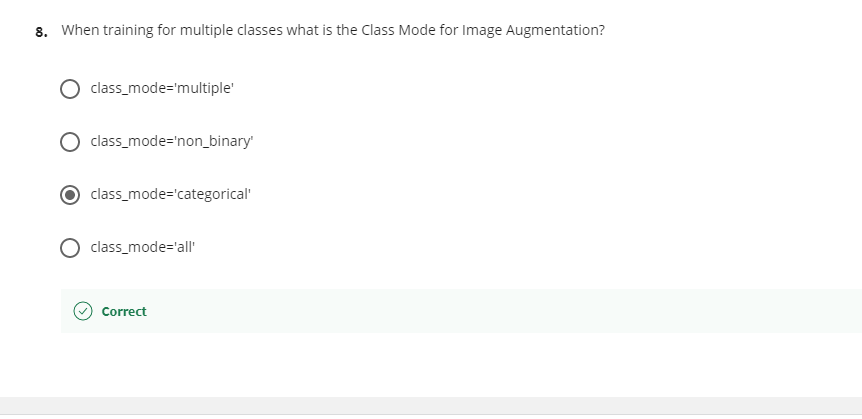 8. When training for multiple classes what is the Class Mode for Image Augmentation?
class_mode='multiple'
class_mode='non_binary'
class_mode='categorical'
class_mode='all'
Correct